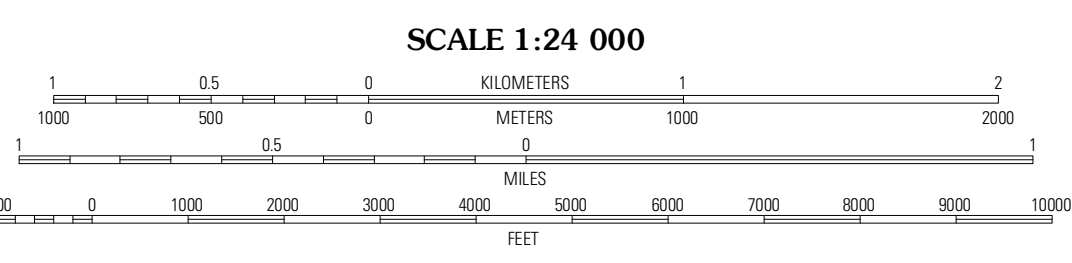 SCALE 1:24 000
1 0.5 0 KILOMETERS 1 2
1000 500 0 METERS 1000 2000
1 0.5 0 1
MILES
0 1000 2000 3000 4000 5000 6000 7000 8000 9000 10000
FEET